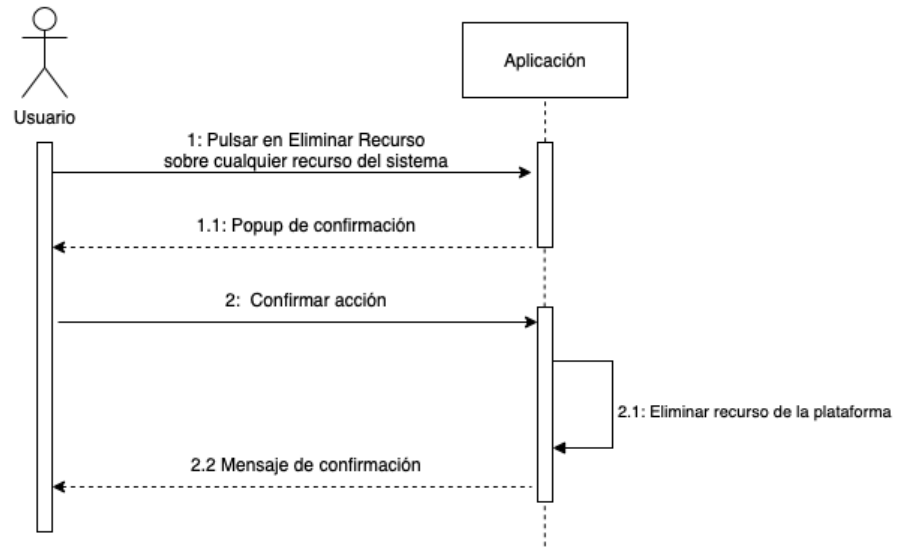 Aplicación
Usuario
1: Pulsar en Eliminar Recurso
sobre cualquier recurso del sistema
1.1: Popup de confirmación
2: Confirmar acción
2.1: Eliminar recurso de la plataforma
2.2 Mensaje de confirmación